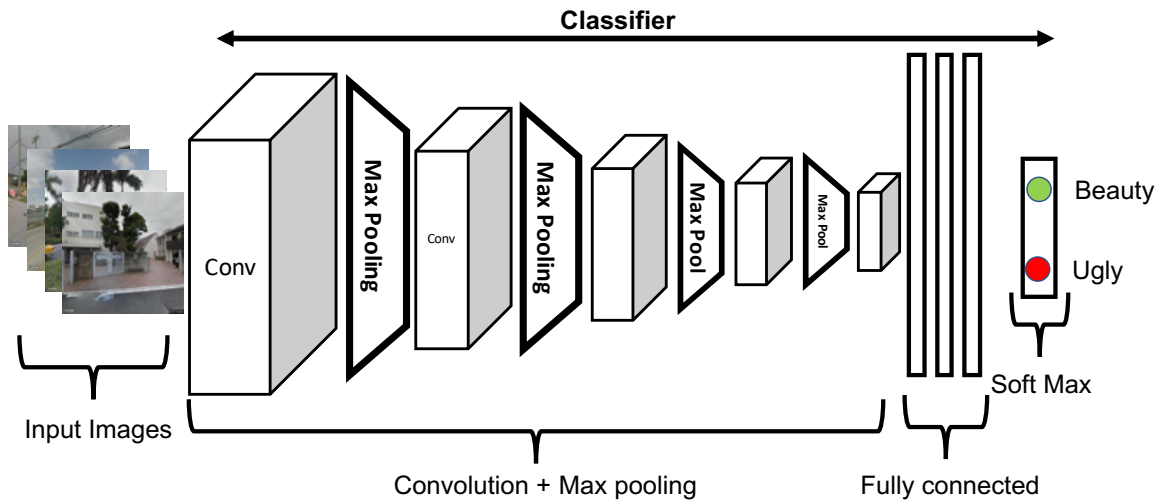 Classifier
Conv
Max Pooling
Conv
Max Pooling
Max Pool
Max Pool
Beauty
Ugly
Soft Max
Input Images
Convolution + Max pooling
Fully connected